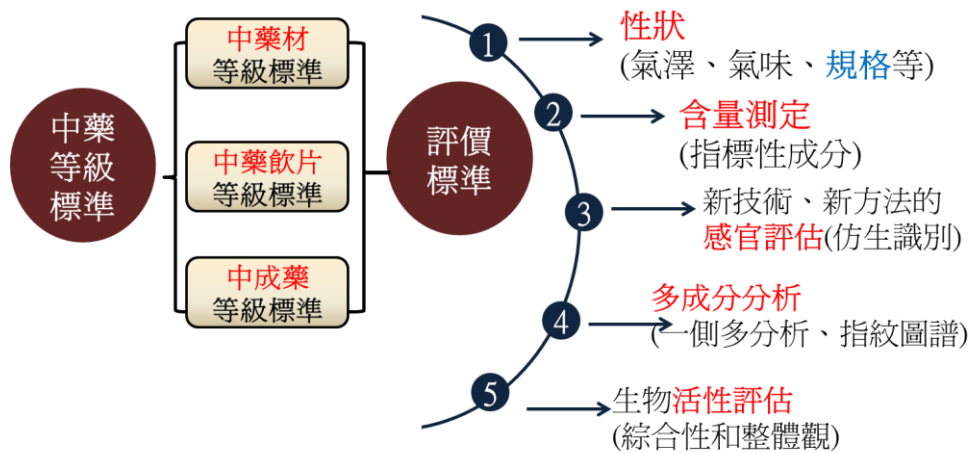 中藥
等級
標準
中藥材
等級標準
中藥飲片
等級標準
中成藥
等級標準
評價
標準
1
性狀
(氣澤、氣味、規格等)
2
含量測定
(指標性成分)
3
新技術、新方法的
感官評估(仿生識別)
4
多成分分析
(一側多分析、指紋圖譜)
5
生物活性評估
(綜合性和整體觀)